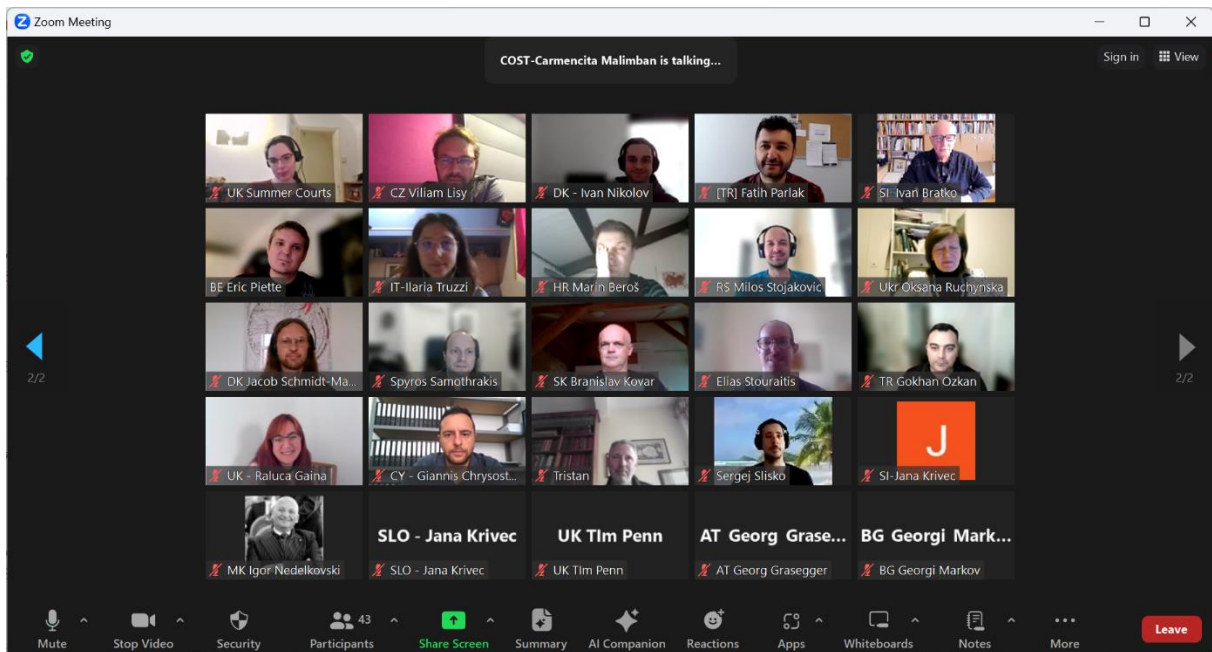 Zoom Meeting
COST-Carmencita Malimban is talking...
Sign in View
UK Summer Courts
CZ Viliam Lisy
DK - Ivan Nikolov
[TR] Fatih Parlak
SI- Ivan Bratko
BE Eric Piette
IT-Ilaria Truzzi
HR Marin Beroš
RS Milos Stojakovic
Ukr Oksana Ruchynska
2/2
2/2
DK Jacob Schmidt-Ma...
Spyros Samothrakis
SK Branislav Kovar
Elias Stouraitis
TR Gokhan Ozkan
J
UK - Raluca Gaina
CY - Giannis Chrysost...
Tristan
Sergej Slisko
SI-Jana Krivec
SLO - Jana Krivec
UK TIm Penn
AT Georg Grase...
BG Georgi Mark...
MK Igor Nedelkovski
SLO - Jana Krivec
UK TIm Penn
AT Georg Grasegger
BG Georgi Markov
43
Mute
Stop Video
Security
Participants
Share Screen
Summary
AI Companion
Reactions
Apps
Whiteboards
Notes
More
Leave